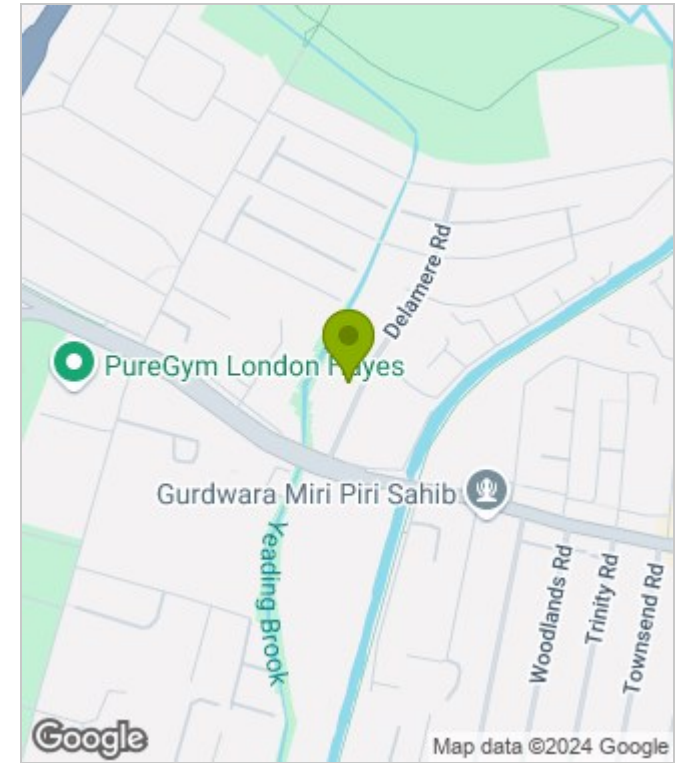 Delamere Rd
PureGym London Hayes
Gurdwara Miri Piri Sahib
Yeading Brook
Woodlands Rd
Trinity Rd
Townsend Rd
Google
Map data ©2024 Google